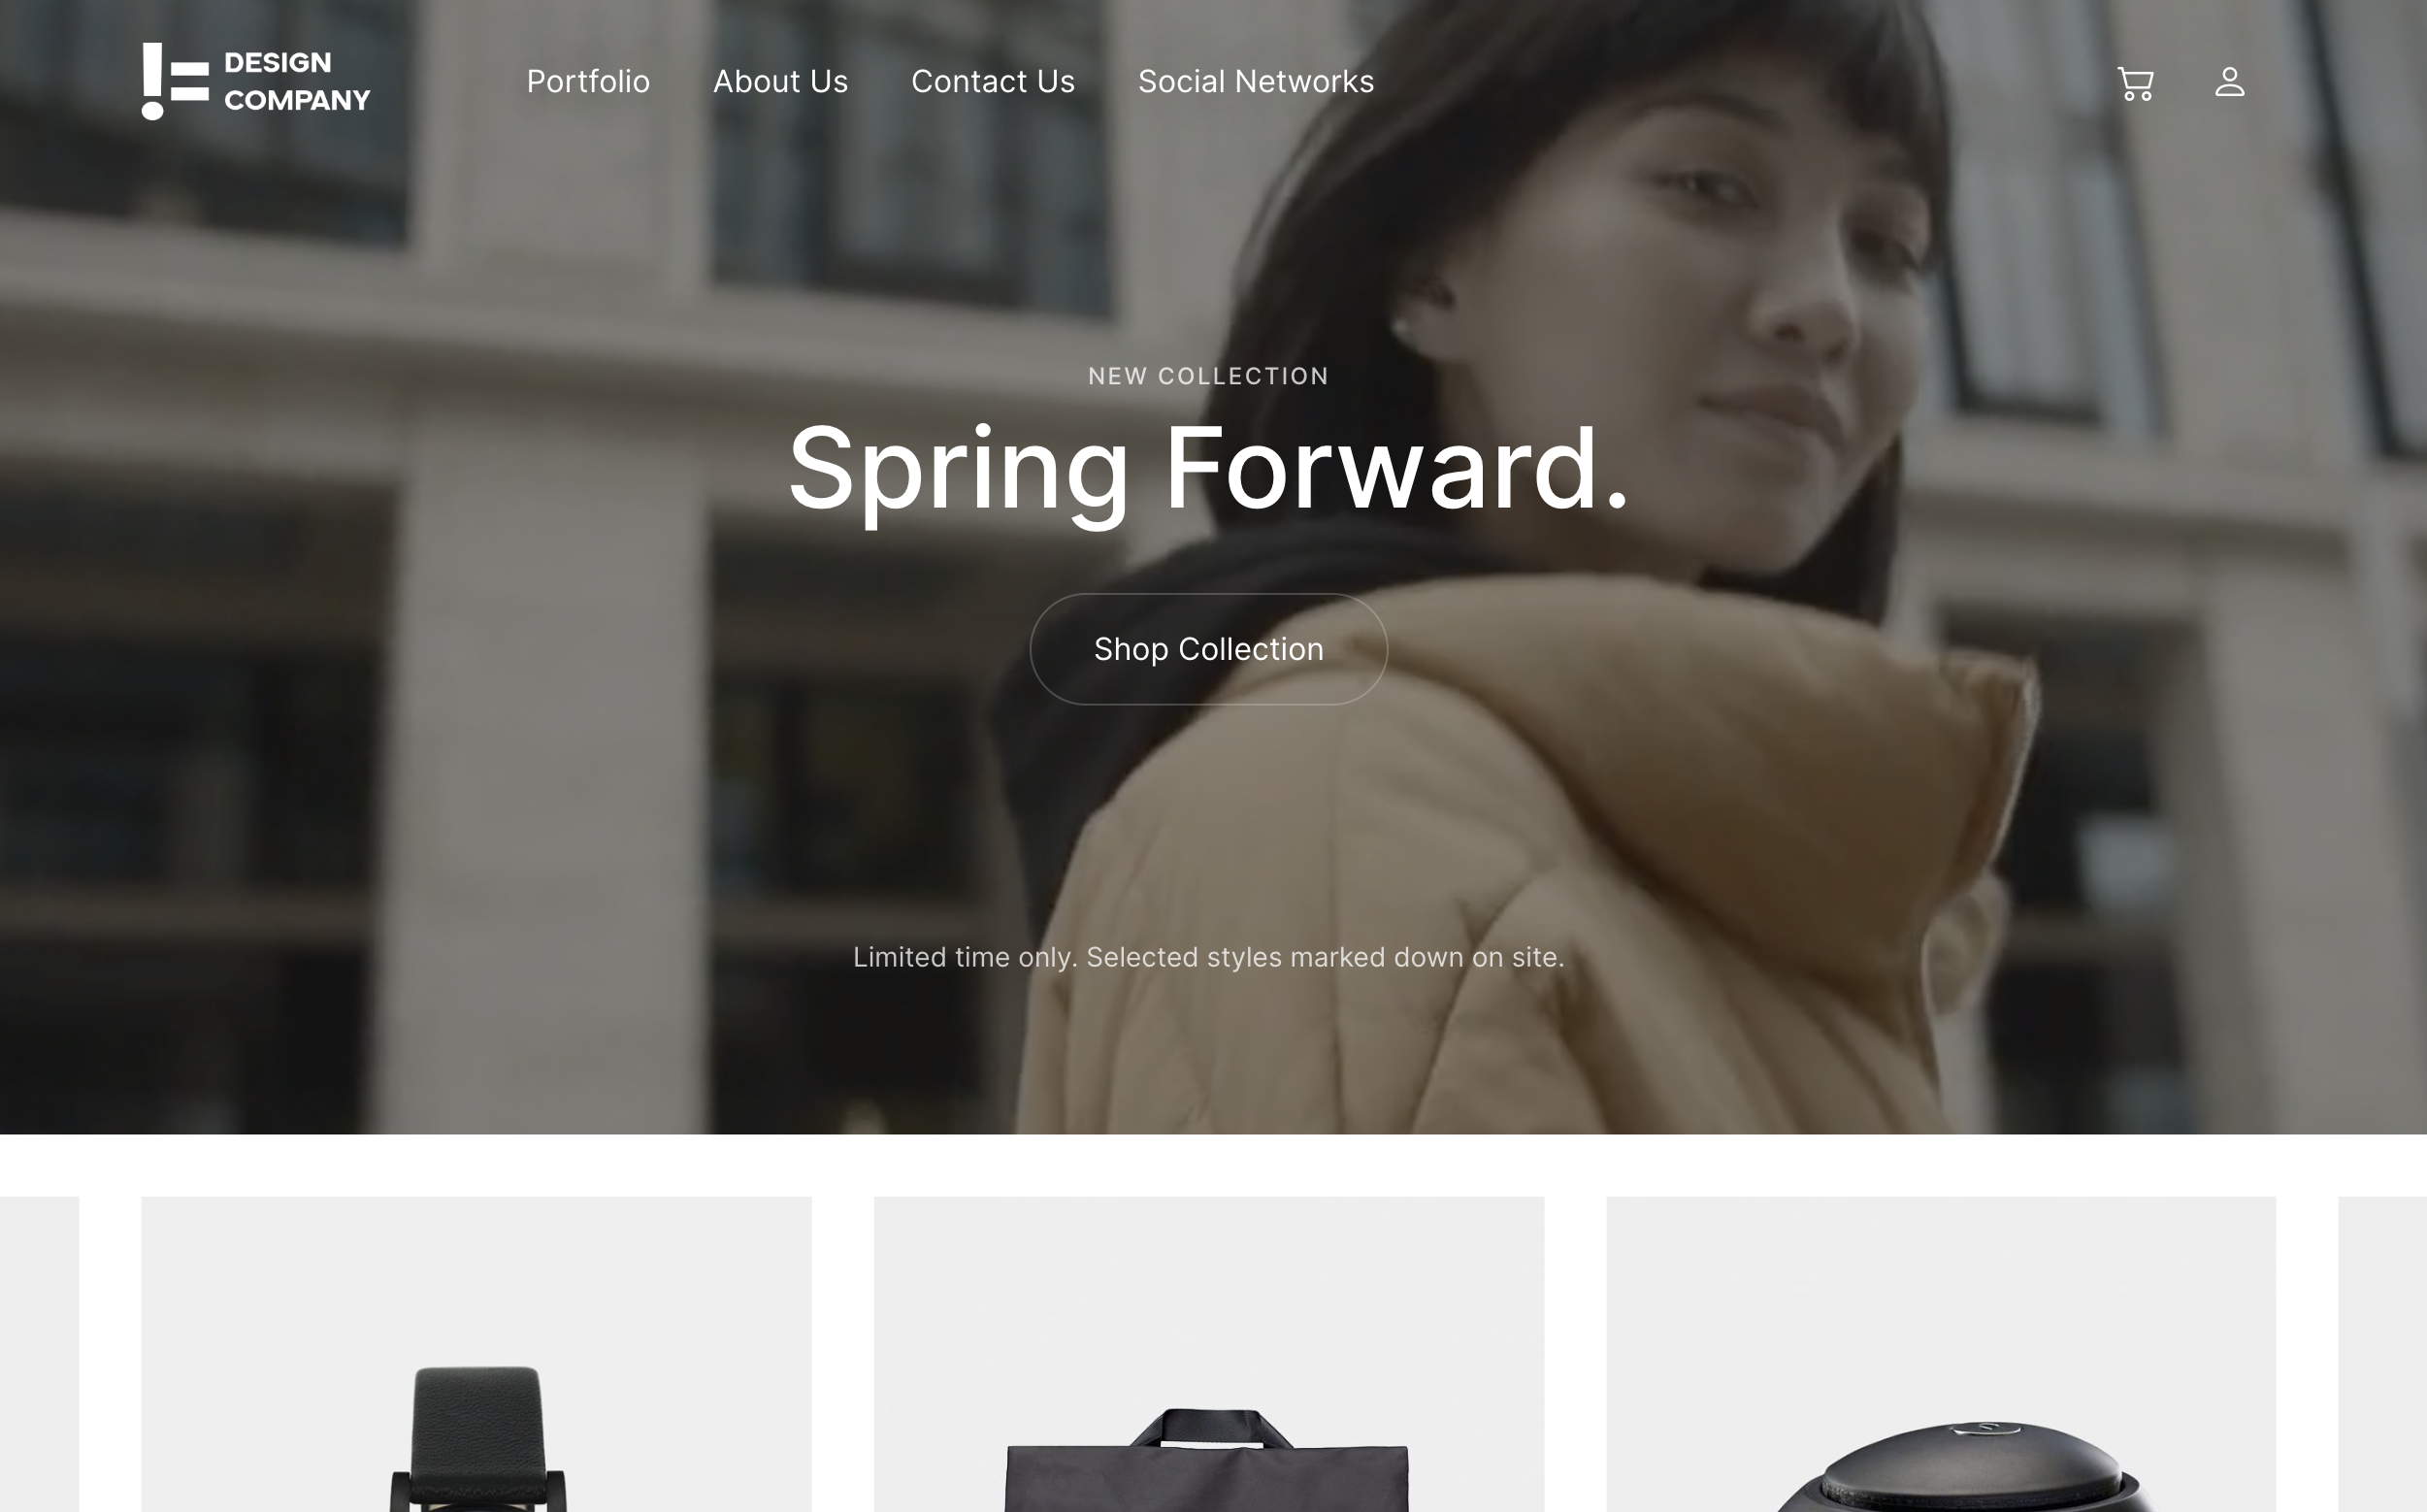 DESIGN
COMPANY
Portfolio About Us Contact Us Social Networks
NEW COLLECTION
Spring Forward.
Shop Collection
Limited time only. Selected styles marked down on site.